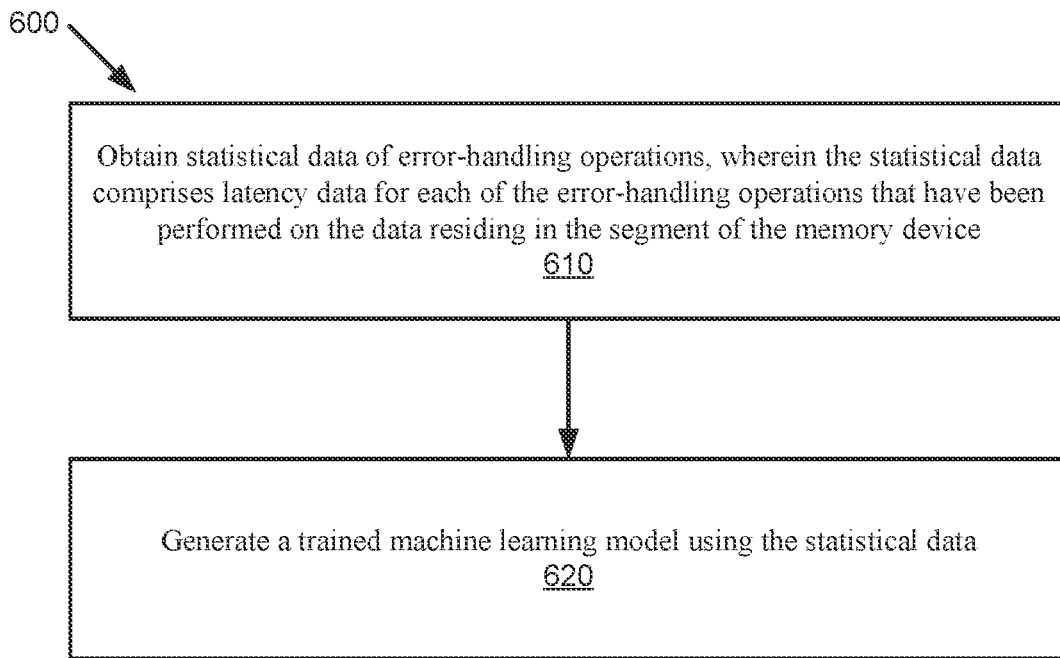 600
Obtain statistical data of error-handling operations, wherein the statistical data
comprises latency data for each of the error-handling operations that have been
performed on the data residing in the segment of the memory device
610
Generate a trained machine learning model using the statistical data
620